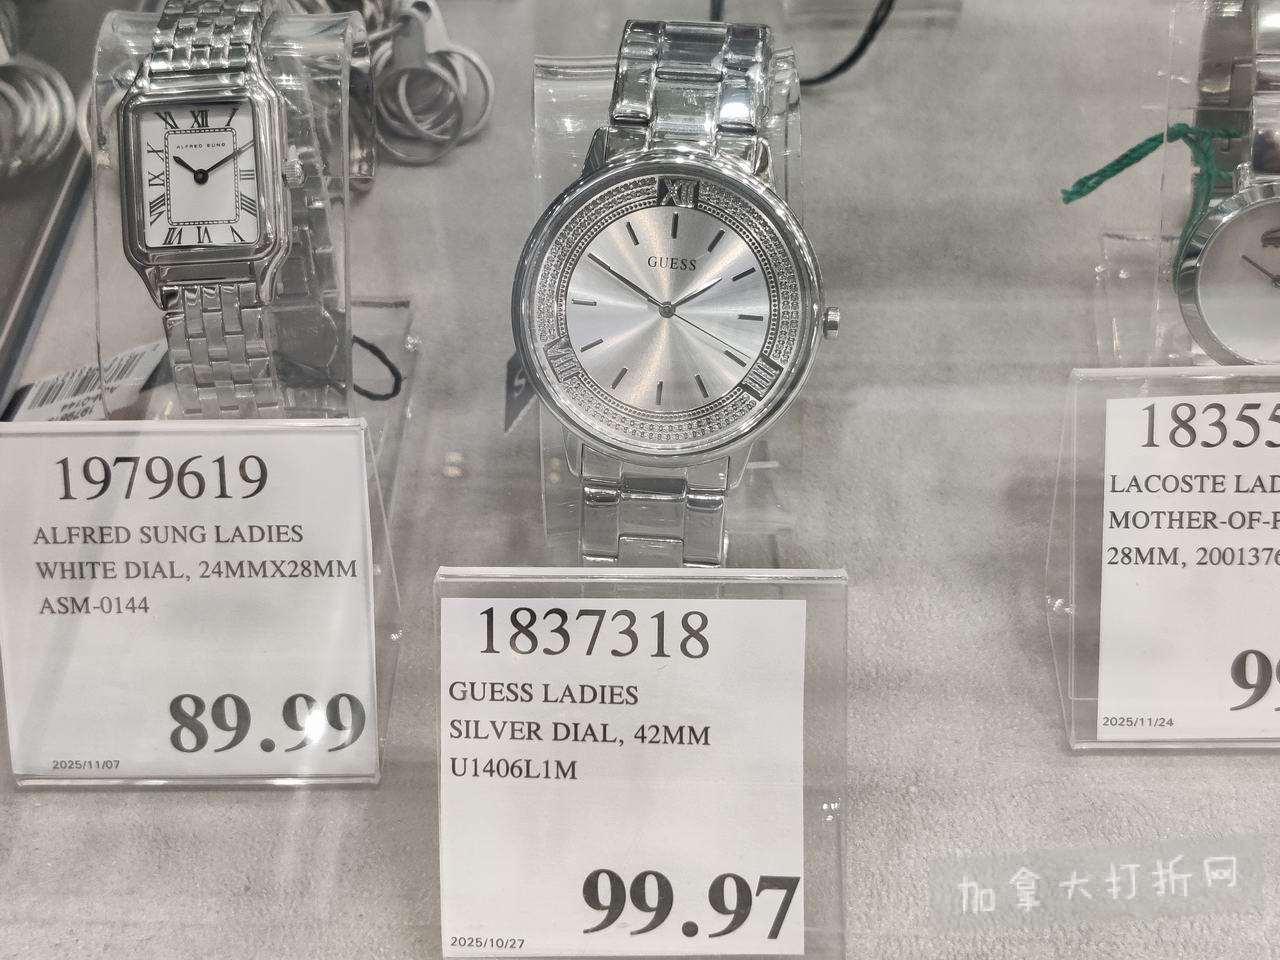 ALFRED SUNG
GUESS
1979619
ALFRED SUNG LADIES
WHITE DIAL, 24MMX28MM
ASM-0144
89.99
2025/11/07
1837318
GUESS LADIES
SILVER DIAL, 42MM
U1406L1M
99.97
2025/10/27
18355
LACOSTE LAD
MOTHER-OF-P
28MM, 2001376
99
2025/11/24
加拿大打折网